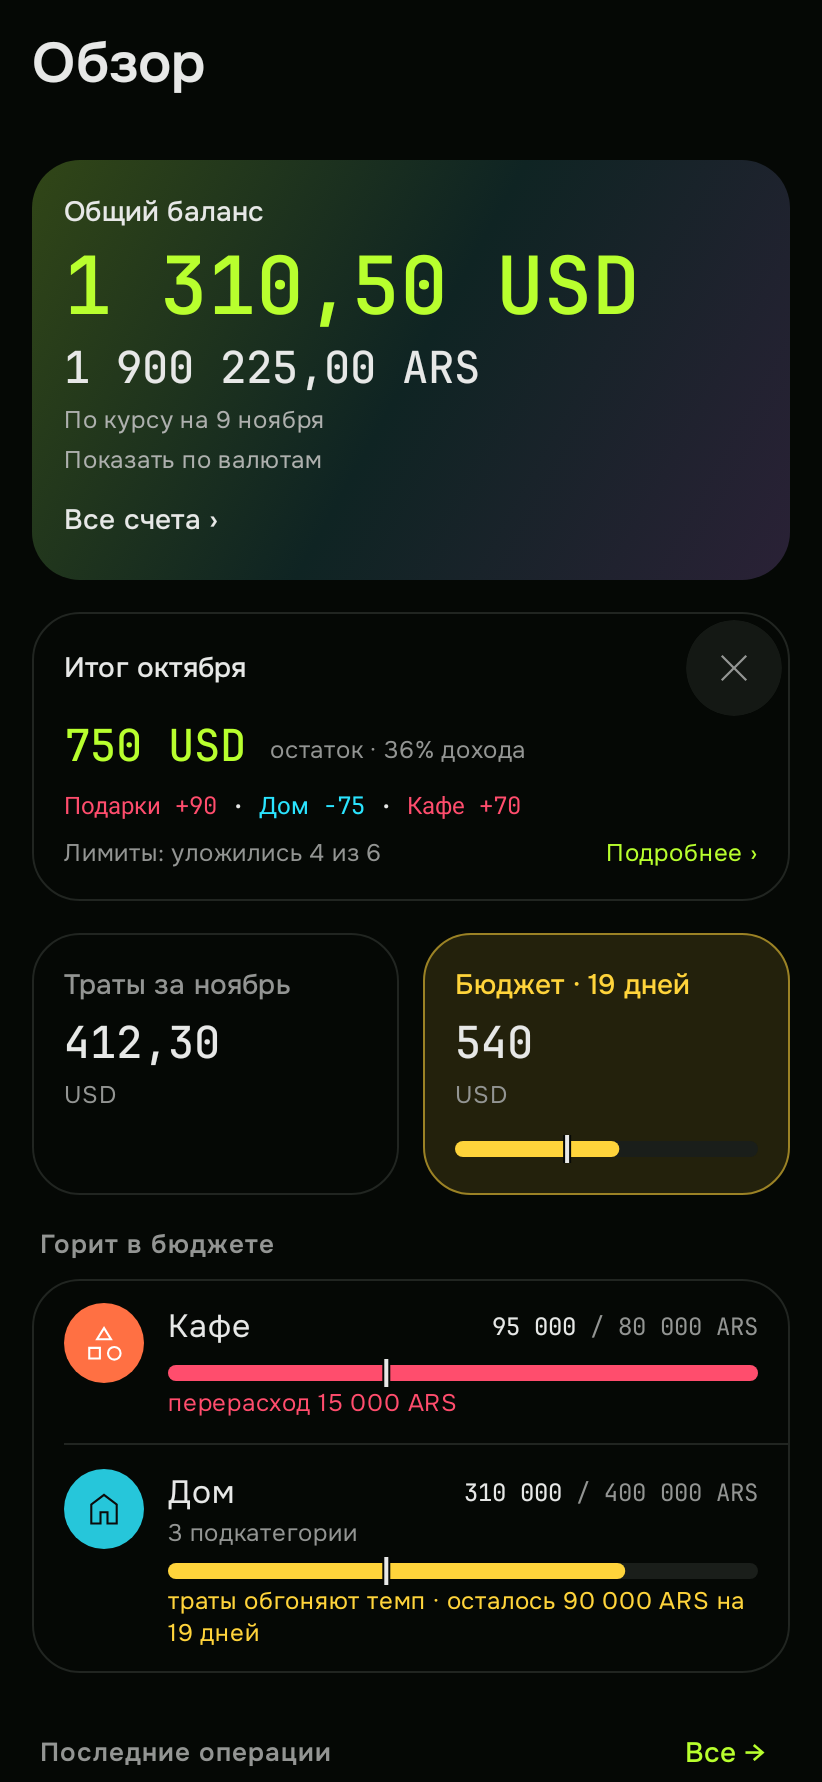 Обзор
Общий баланс
1 310,50 USD
1 900 225,00 ARS
По курсу на 9 ноября
Показать по валютам
Все счета ›
Итог октября
750 USD остаток · 36% дохода
Подарки +90 · Дом -75 · Кафе +70
Лимиты: уложились 4 из 6 Подробнее ›
Траты за ноябрь
412,30
USD
Бюджет · 19 дней
540
USD
Горит в бюджете
Кафе 95 000 / 80 000 ARS
перерасход 15 000 ARS
Дом 310 000 / 400 000 ARS
3 подкатегории
траты обгоняют темп · осталось 90 000 ARS на
19 дней
Последние операции Все →